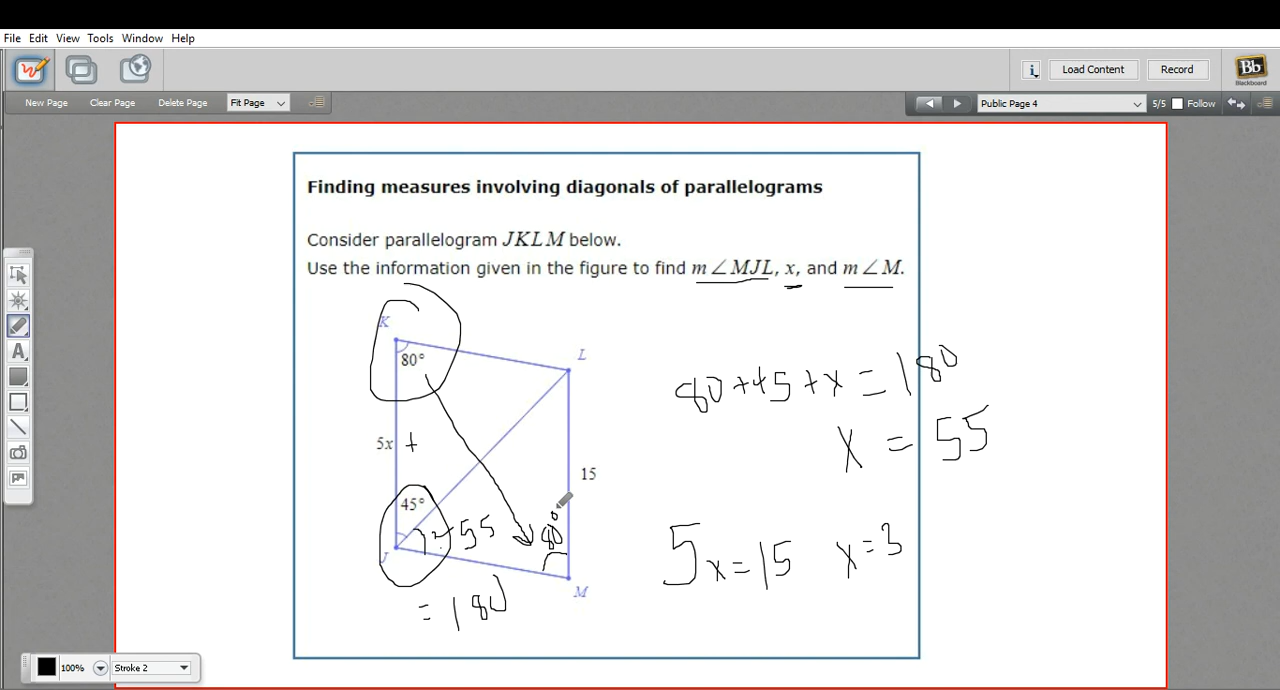 File Edit View Tools Window Help
i Load Content Record Bb
Blackboard
New Page Clear Page Delete Page Fit Page Public Page 4 5/5 Follow
Finding measures involving diagonals of parallelograms
Consider parallelogram JKLM below.
Use the information given in the figure to find m∠MJL, x, and m∠M.
K
80°
L
5x +
15
45°
? = 55
80°
J
M
= 180
80 + 45 + x = 180
x = 55
5x = 15 x = 3
A
100% Stroke 2